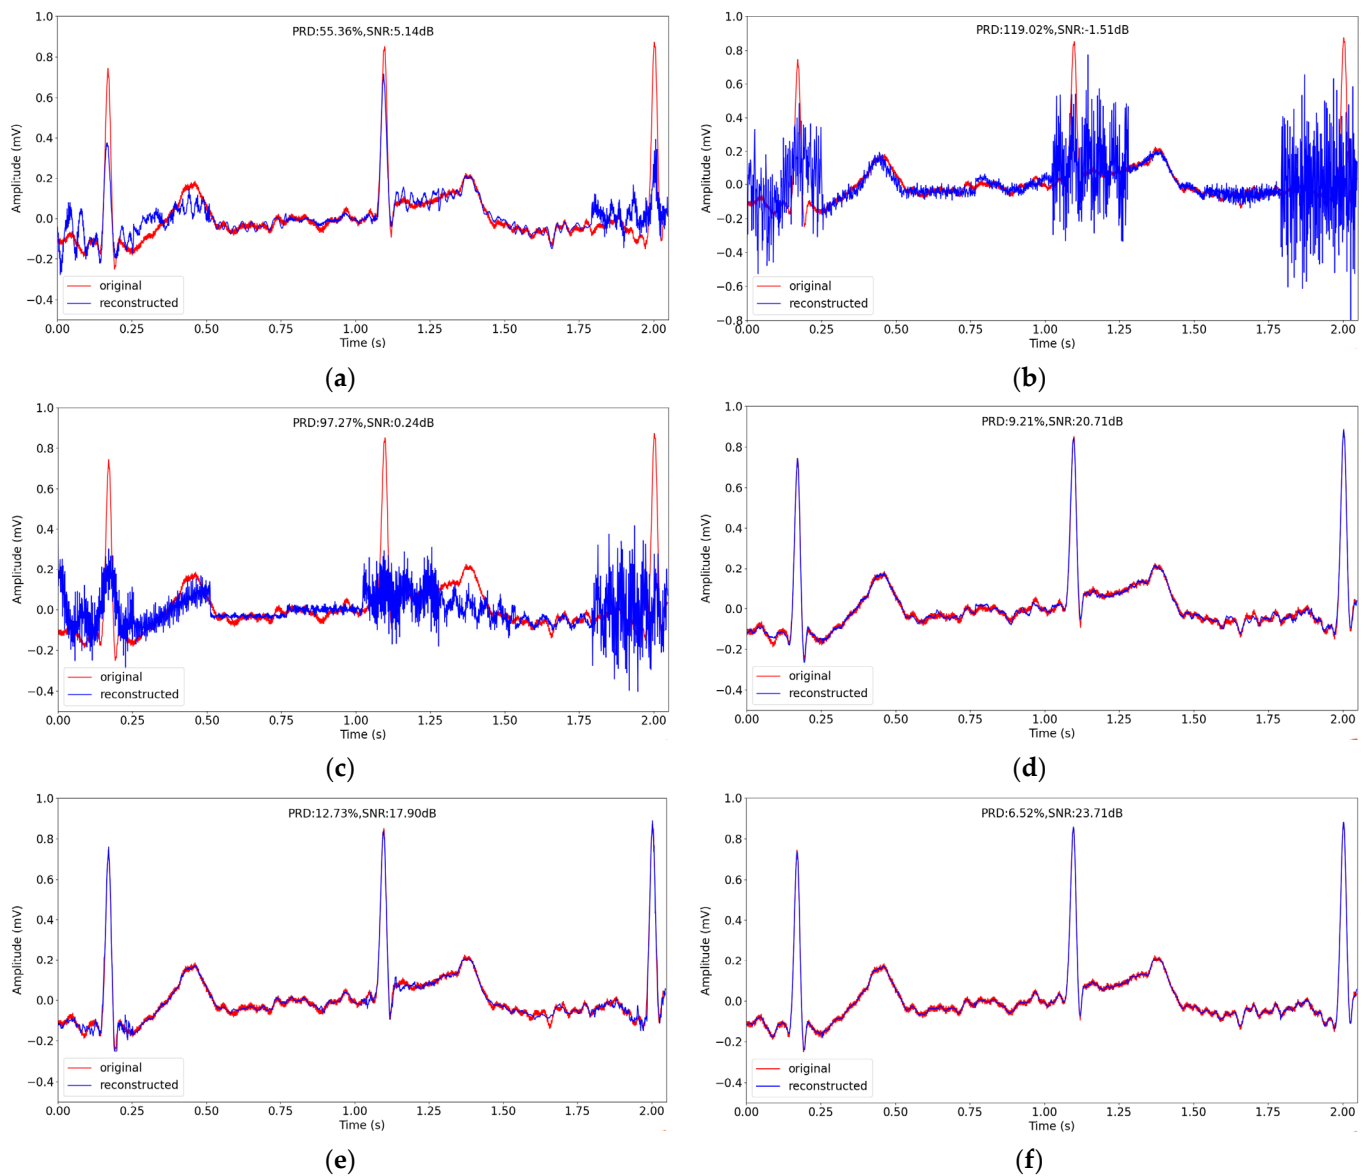 PRD:55.36%,SNR:5.14dB
1.0
0.8
0.6
0.4
0.2
0.0
−0.2
−0.4
Amplitude (mV)
original
reconstructed
0.00 0.25 0.50 0.75 1.00 1.25 1.50 1.75 2.00
Time (s)
(a)
PRD:119.02%,SNR:-1.51dB
1.0
0.8
0.6
0.4
0.2
0.0
−0.2
−0.4
−0.6
−0.8
Amplitude (mV)
original
reconstructed
0.00 0.25 0.50 0.75 1.00 1.25 1.50 1.75 2.00
Time (s)
(b)
PRD:97.27%,SNR:0.24dB
1.0
0.8
0.6
0.4
0.2
0.0
−0.2
−0.4
Amplitude (mV)
original
reconstructed
0.00 0.25 0.50 0.75 1.00 1.25 1.50 1.75 2.00
Time (s)
(c)
PRD:9.21%,SNR:20.71dB
1.0
0.8
0.6
0.4
0.2
0.0
−0.2
−0.4
Amplitude (mV)
original
reconstructed
0.00 0.25 0.50 0.75 1.00 1.25 1.50 1.75 2.00
Time (s)
(d)
PRD:12.73%,SNR:17.90dB
1.0
0.8
0.6
0.4
0.2
0.0
−0.2
−0.4
Amplitude (mV)
original
reconstructed
0.00 0.25 0.50 0.75 1.00 1.25 1.50 1.75 2.00
Time (s)
(e)
PRD:6.52%,SNR:23.71dB
1.0
0.8
0.6
0.4
0.2
0.0
−0.2
−0.4
Amplitude (mV)
original
reconstructed
0.00 0.25 0.50 0.75 1.00 1.25 1.50 1.75 2.00
Time (s)
(f)